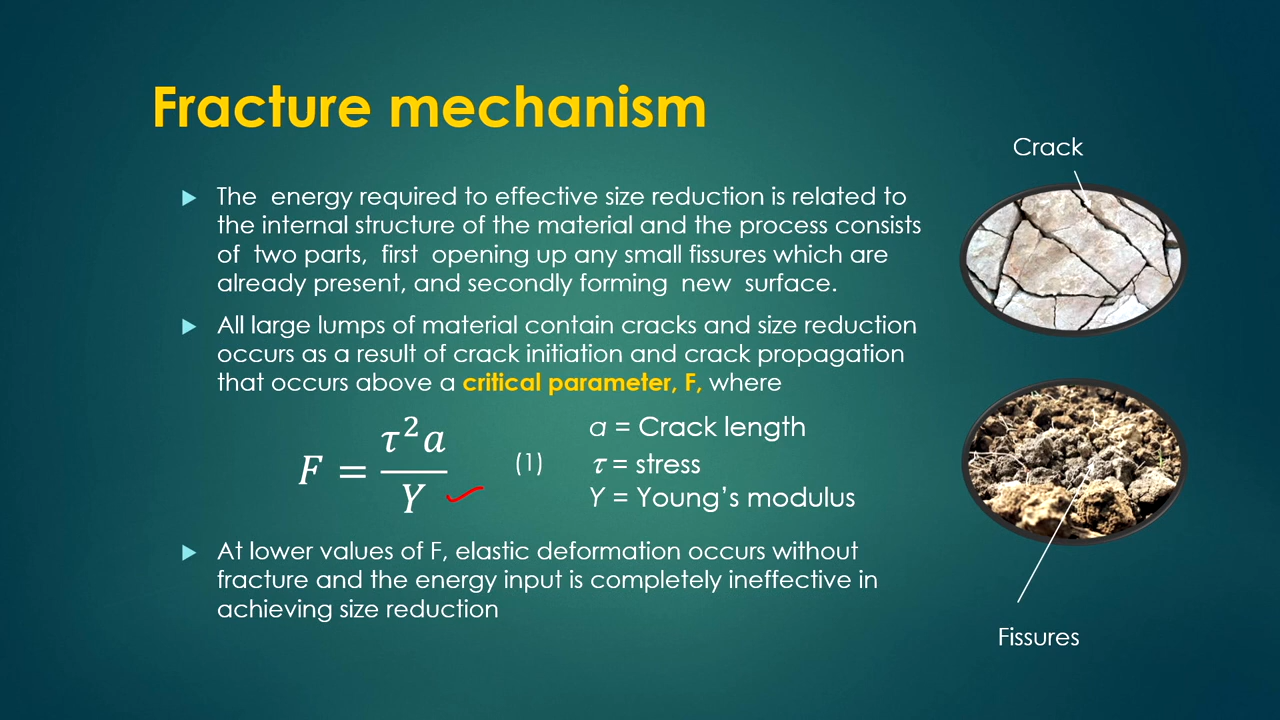 Fracture mechanism
Crack
The energy required to effective size reduction is related to
the internal structure of the material and the process consists
of two parts, first opening up any small fissures which are
already present, and secondly forming new surface.
All large lumps of material contain cracks and size reduction
occurs as a result of crack initiation and crack propagation
that occurs above a critical parameter, F, where
F = τ²a / Y (1)
a = Crack length
τ = stress
Y = Young's modulus
At lower values of F, elastic deformation occurs without
fracture and the energy input is completely ineffective in
achieving size reduction
Fissures